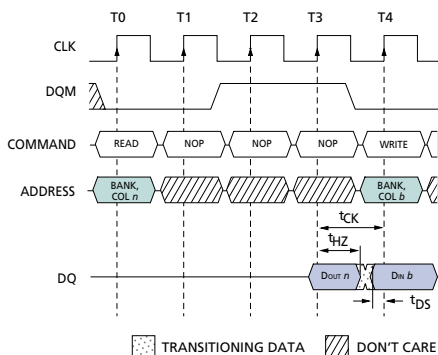 T0 T1 T2 T3 T4
CLK
DQM
COMMAND READ NOP NOP NOP WRITE
ADDRESS BANK, COL n BANK, COL b
tCK
tHZ
DQ DOUT n DIN b
tDS
TRANSITIONING DATA DON'T CARE